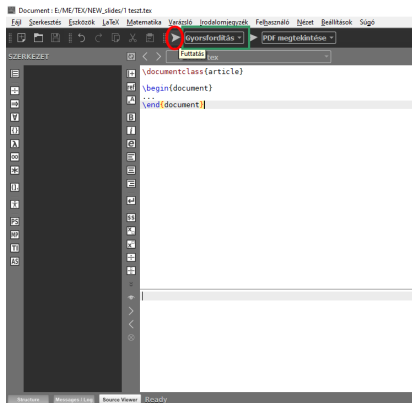 Document : E:/ME/TEX/NEW_slides/1 teszt.tex
Fájl Szerkesztés Eszközök LaTeX Matematika Varázsló Irodalomjegyzék Felhasználó Nézet Beállítások Súgó
Gyorsfordítás PDF megtekintése
Futtatás
SZERKEZET
tex
\documentclass{article}
\begin{document}
...
\end{document}
Structure Messages / Log Source Viewer Ready